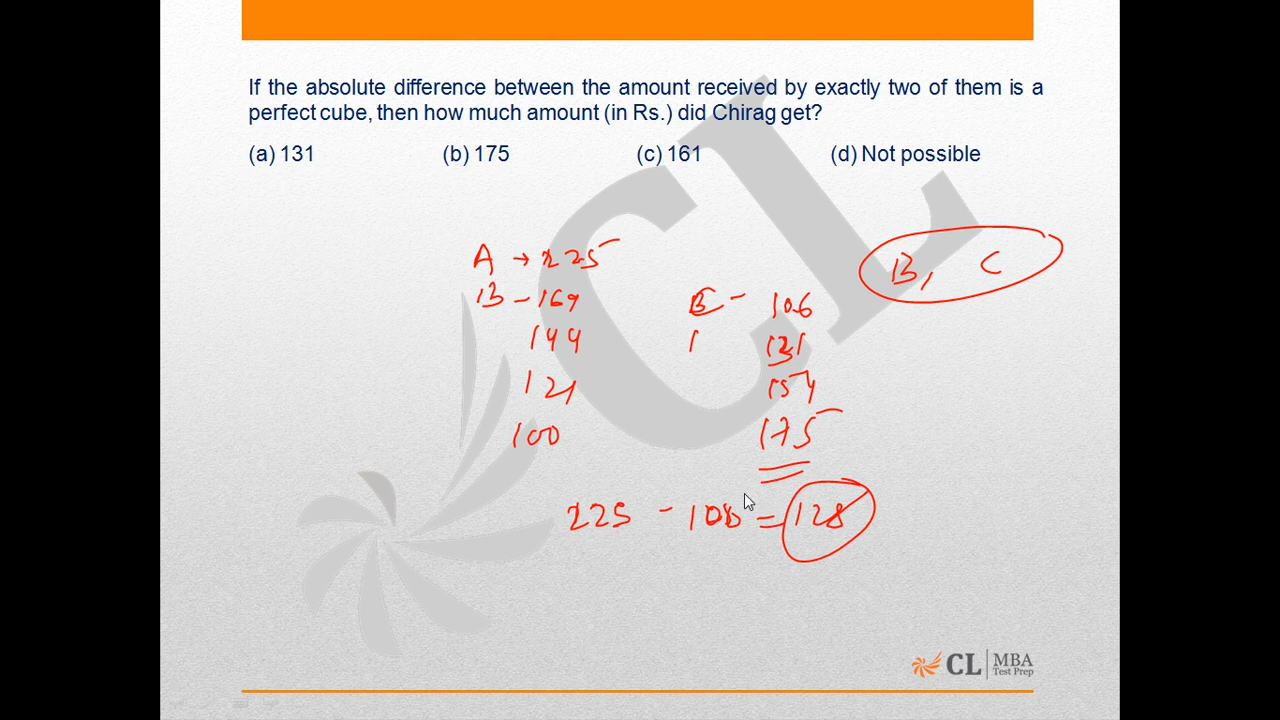 If the absolute difference between the amount received by exactly two of them is a
perfect cube, then how much amount (in Rs.) did Chirag get?
(a) 131 (b) 175 (c) 161 (d) Not possible
A → 225
B, C
B - 169
- 106
144
131
121
154
100
175
225 - 100 = 128
CL MBA
Test Prep